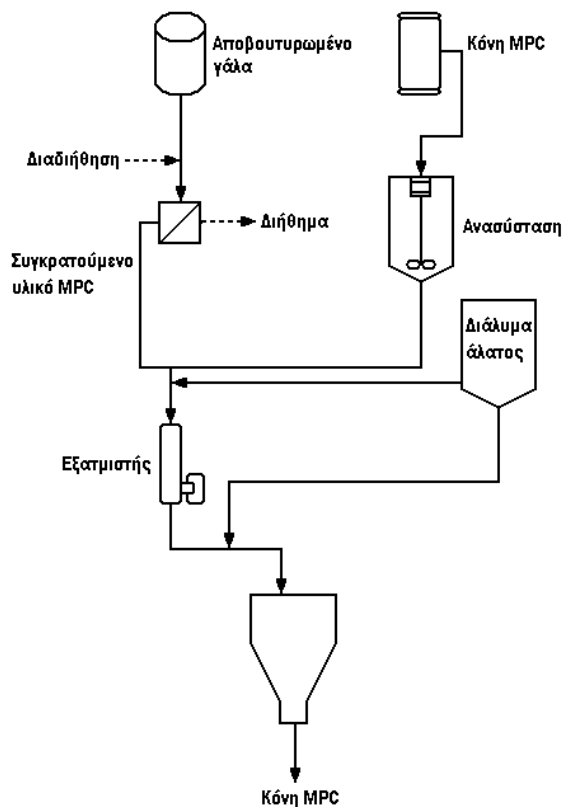 Αποβουτυρωμένο
γάλα
Κόνη MPC
Διαδιήθηση
Διήθημα
Ανασύσταση
Συγκρατούμενο
υλικό MPC
Διάλυμα
άλατος
Εξατμιστής
Κόνη MPC